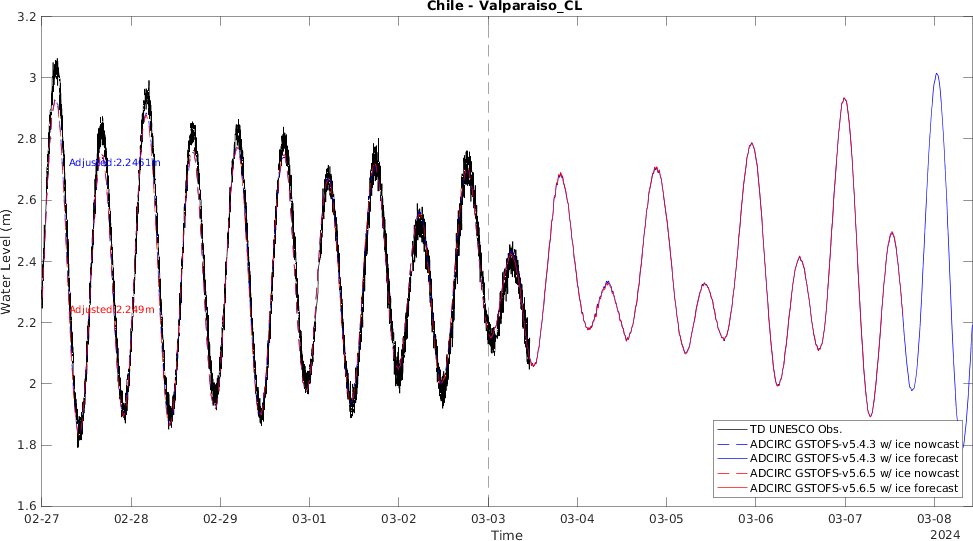 Chile - Valparaiso_CL
3.2
3
2.8
2.6
2.4
2.2
2
1.8
1.6
Water Level (m)
Adjusted:2.2461m
Adjusted:2.249m
TD UNESCO Obs.
ADCIRC GSTOFS-v5.4.3 w/ ice nowcast
ADCIRC GSTOFS-v5.4.3 w/ ice forecast
ADCIRC GSTOFS-v5.6.5 w/ ice nowcast
ADCIRC GSTOFS-v5.6.5 w/ ice forecast
02-27 02-28 02-29 03-01 03-02 03-03 03-04 03-05 03-06 03-07 03-08
Time
2024